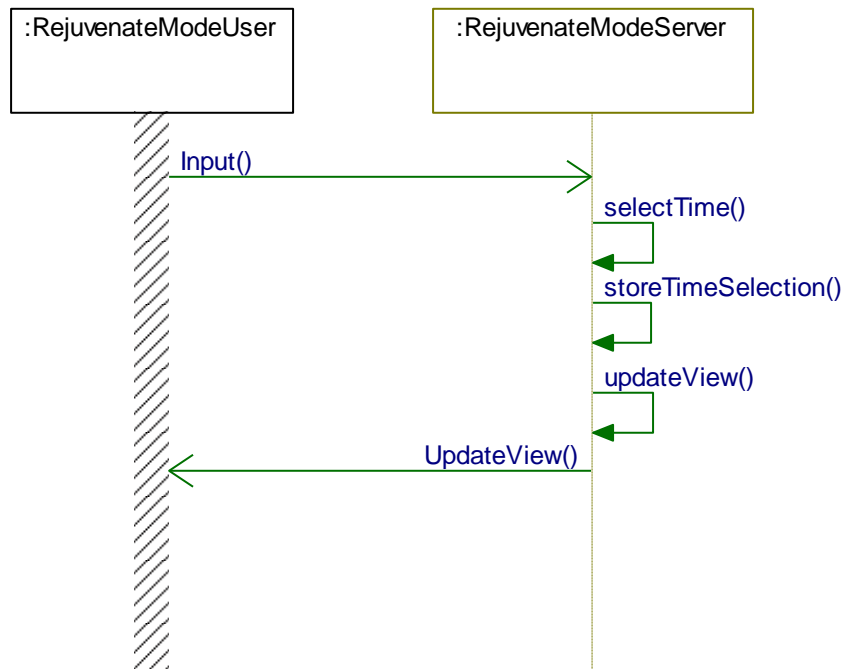 :RejuvenateModeUser
:RejuvenateModeServer
Input()
selectTime()
storeTimeSelection()
updateView()
UpdateView()